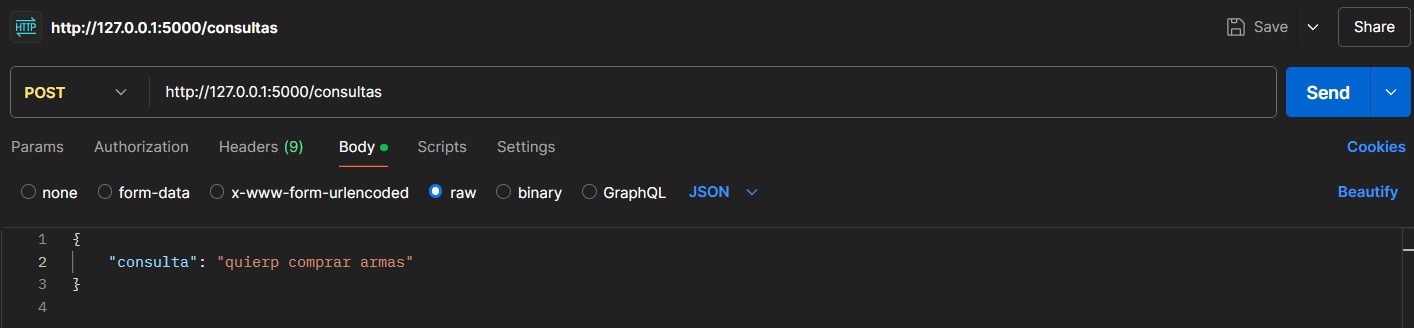 HTTP http://127.0.0.1:5000/consultas Save Share
POST http://127.0.0.1:5000/consultas Send
Params Authorization Headers (9) Body Scripts Settings Cookies
none form-data x-www-form-urlencoded raw binary GraphQL JSON Beautify
1 {
2 "consulta": "quierp comprar armas"
3 }
4